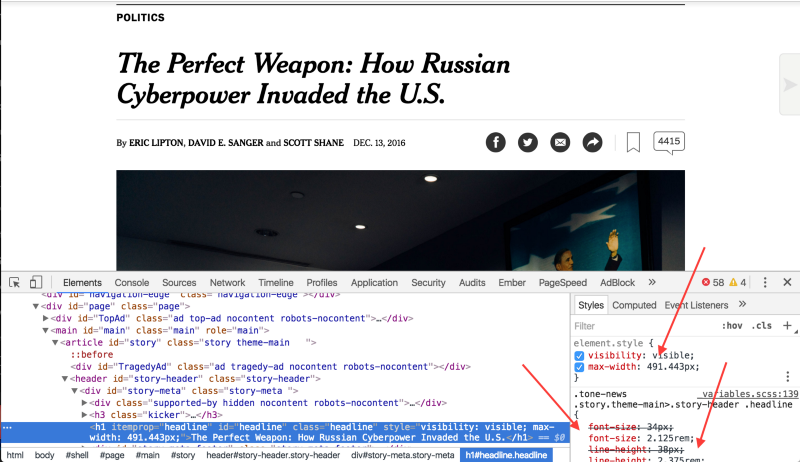 POLITICS
The Perfect Weapon: How Russian
Cyberpower Invaded the U.S.
By ERIC LIPTON, DAVID E. SANGER and SCOTT SHANE DEC. 13, 2016
4415
Elements Console Sources Network Timeline Profiles Application Security Audits Ember PageSpeed AdBlock » 58 4
<div id="navigation-edge" class="navigation-edge"></div>
▼<div id="page" class="page">
▶<div id="TopAd" class="ad top-ad nocontent robots-nocontent">…</div>
▼<main id="main" class="main" role="main">
▼<article id="story" class="story theme-main ">
::before
<div id="TragedyAd" class="ad tragedy-ad nocontent robots-nocontent"></div>
▼<header id="story-header" class="story-header">
▼<div id="story-meta" class="story-meta ">
▶<div class="supported-by hidden nocontent robots-nocontent">…</div>
▶<h3 class="kicker">…</h3>
… <h1 itemprop="headline" id="headline" class="headline" style="visibility: visible; max-
width: 491.443px;">The Perfect Weapon: How Russian Cyberpower Invaded the U.S.</h1> == $0
html body #shell #page #main #story header#story-header.story-header div#story-meta.story-meta h1#headline.headline
Styles Computed Event Listeners »
Filter :hov .cls +
element.style {
visibility: visible;
max-width: 491.443px;
}
.tone-news _variables.scss:139
.story.theme-main>.story-header .headline
{
font-size: 34px;
font-size: 2.125rem;
line-height: 38px;
line-height: 2.375rem;